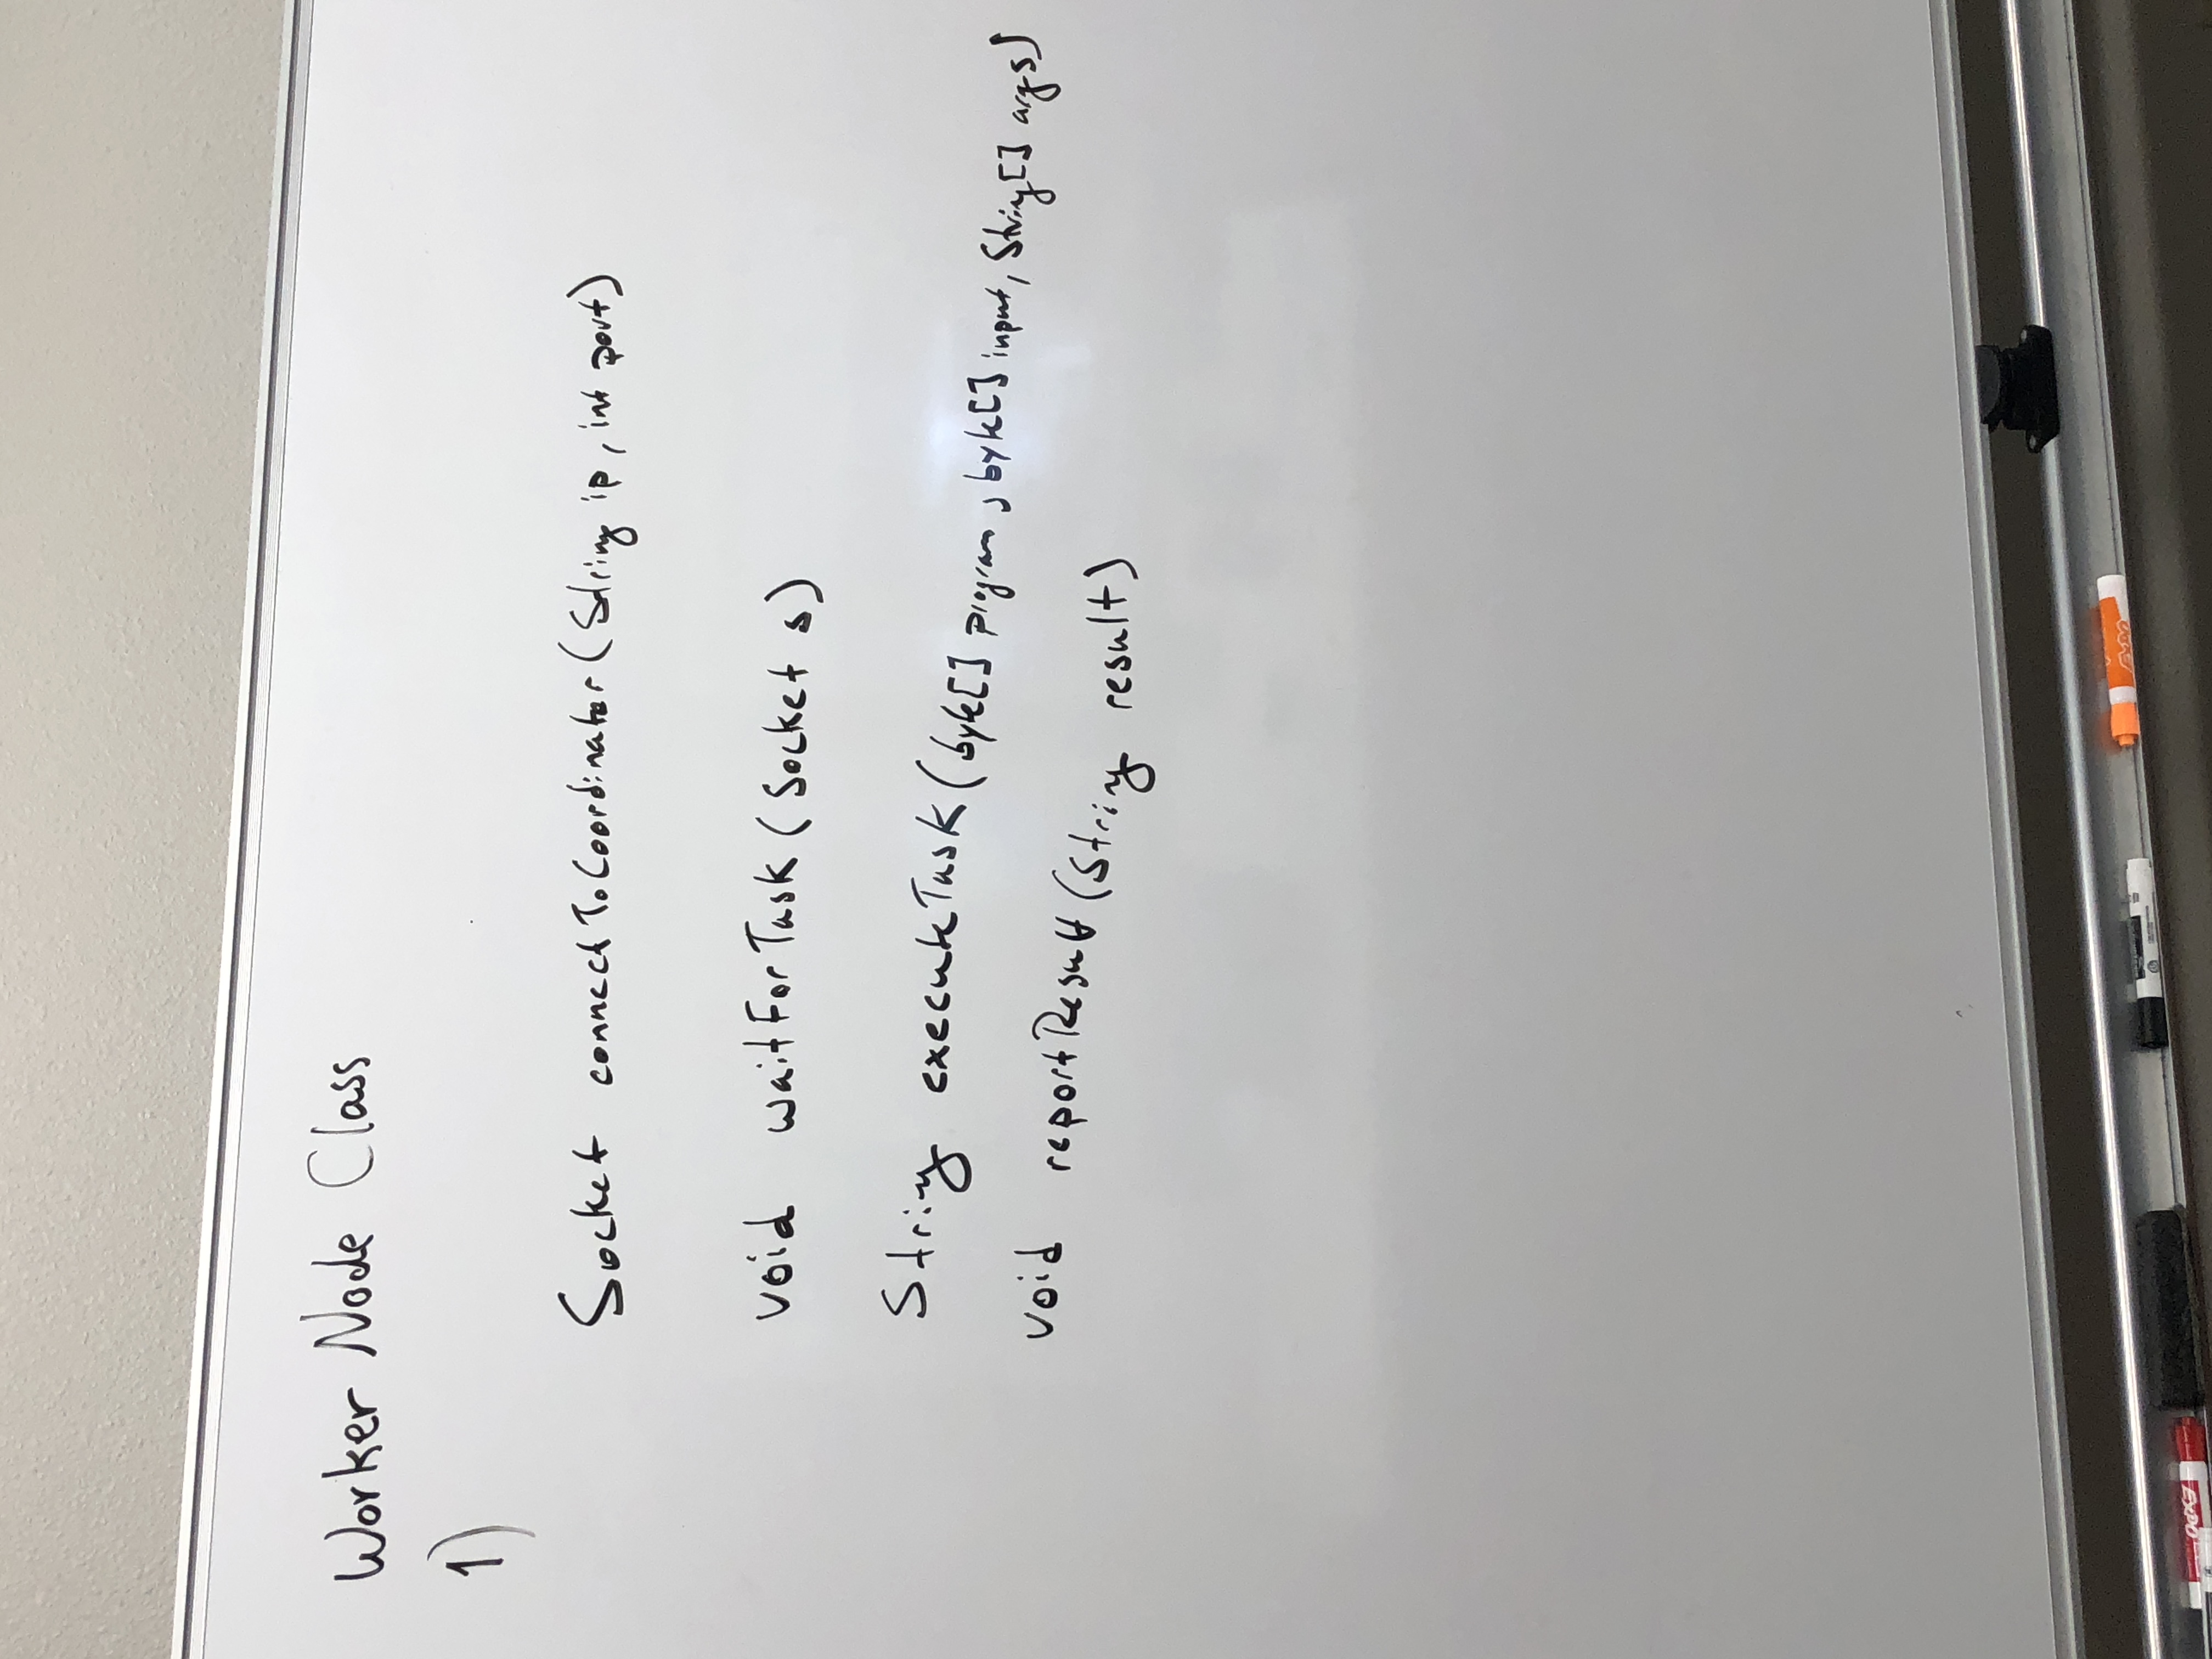 Worker Node Class
1)
Socket connectToCoordinator(String ip, int port)
void waitForTask(Socket s)
String executeTask(byte[] program, byte[] input, String[] args)
void reportResult(String result)
EXPO
EXPO